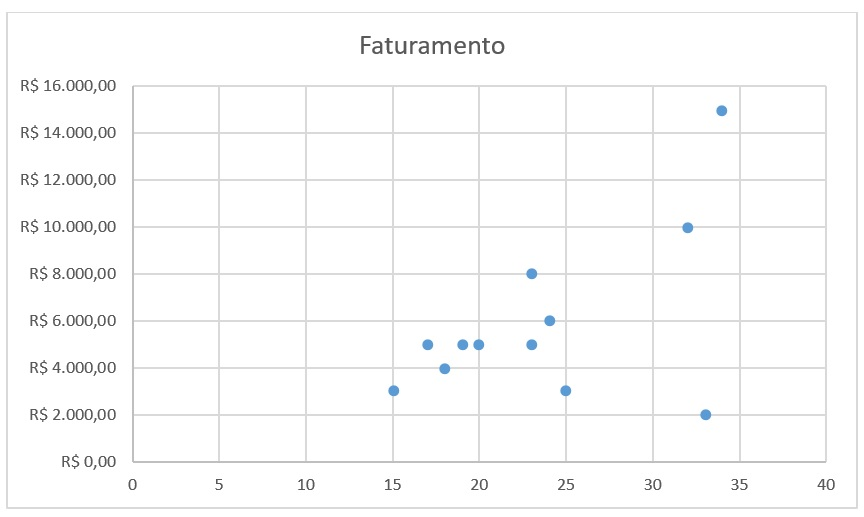 Faturamento
R$ 16.000,00
R$ 14.000,00
R$ 12.000,00
R$ 10.000,00
R$ 8.000,00
R$ 6.000,00
R$ 4.000,00
R$ 2.000,00
R$ 0,00
0 5 10 15 20 25 30 35 40